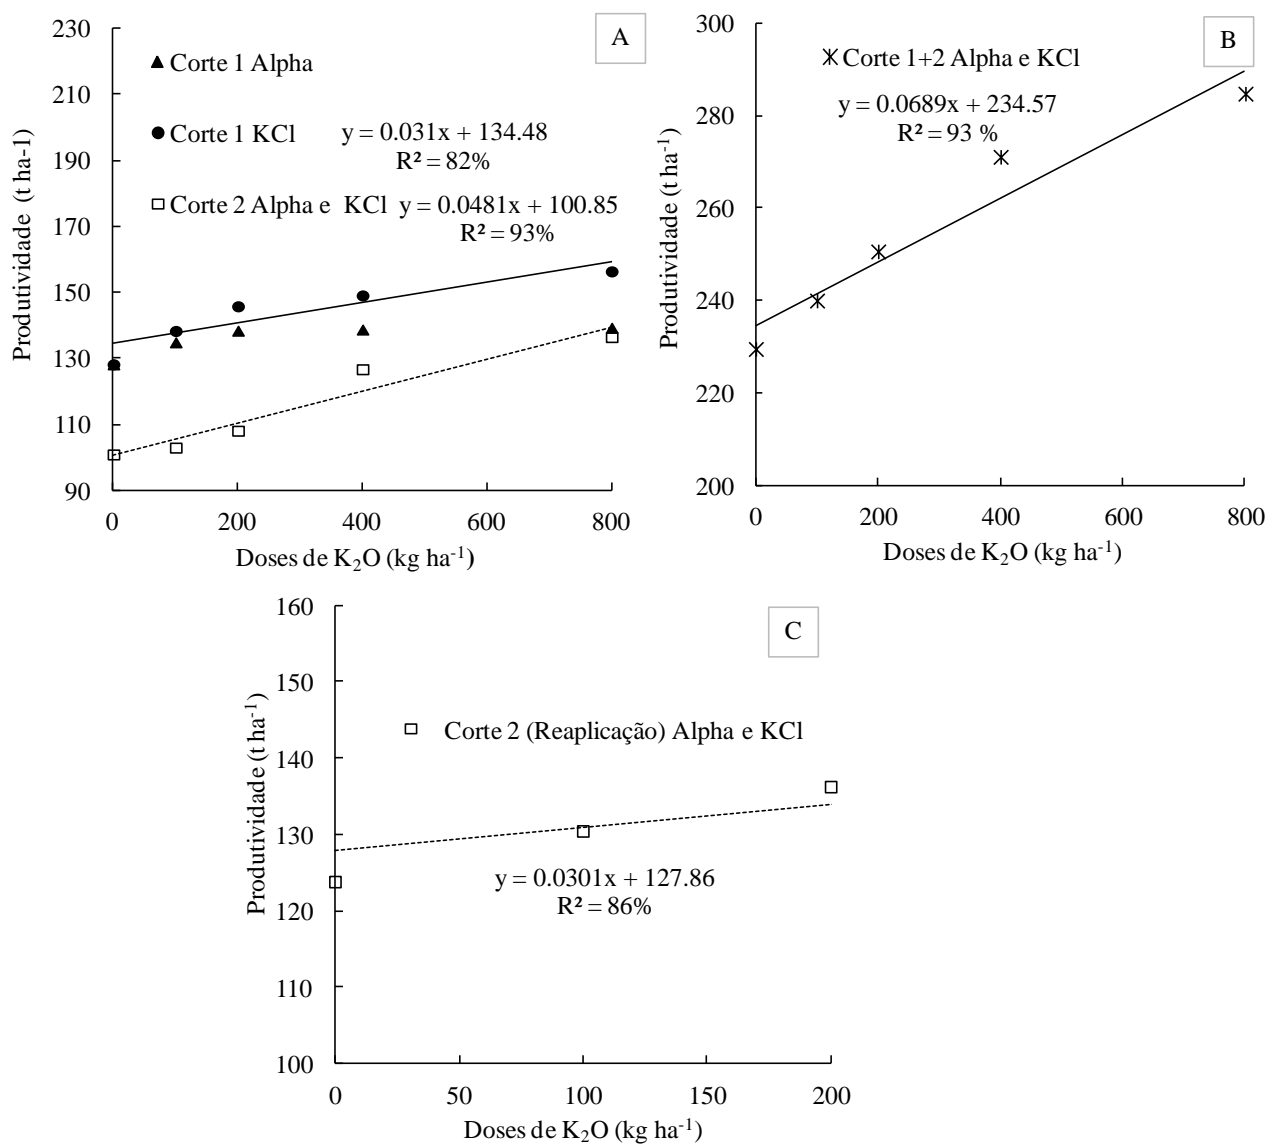 A
Corte 1 Alpha
Corte 1 KCl
y = 0.031x + 134.48
R² = 82%
Corte 2 Alpha e KCl
y = 0.0481x + 100.85
R² = 93%
Produtividade (t ha-1)
230
210
190
170
150
130
110
90
0
200
400
600
800
Doses de K₂O (kg ha⁻¹)
B
Corte 1+2 Alpha e KCl
y = 0.0689x + 234.57
R² = 93 %
Produtividade (t ha⁻¹)
300
280
260
240
220
200
0
200
400
600
800
Doses de K₂O (kg ha⁻¹)
C
Corte 2 (Reaplicação) Alpha e KCl
y = 0.0301x + 127.86
R² = 86%
Produtividade (t ha⁻¹)
160
150
140
130
120
110
100
0
50
100
150
200
Doses de K₂O (kg ha⁻¹)